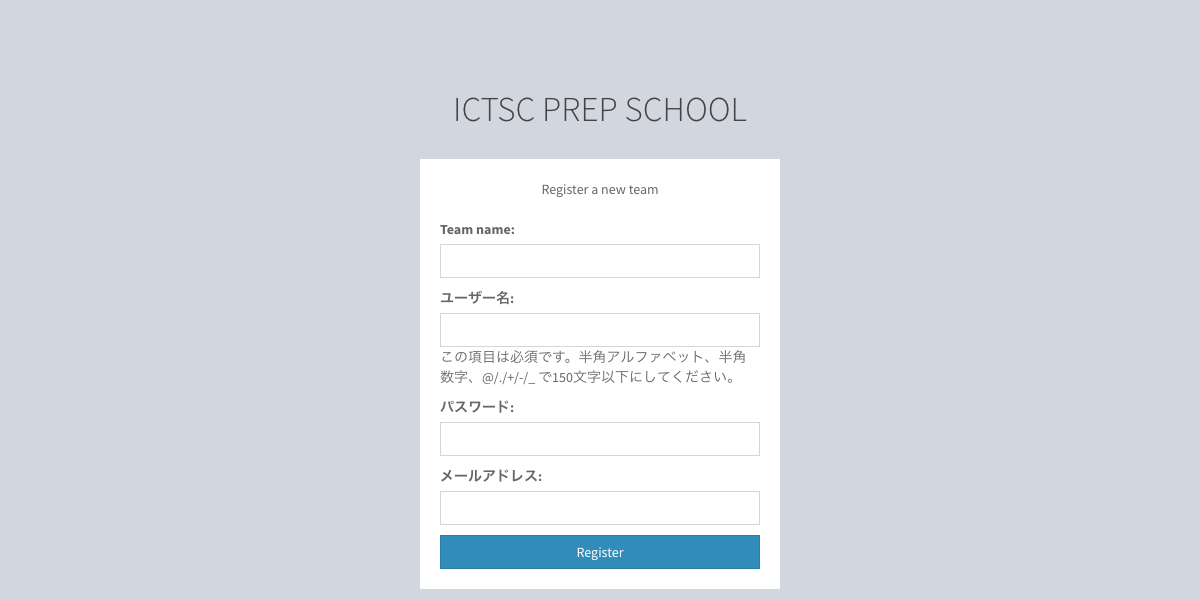 ICTSC PREP SCHOOL
Register a new team
Team name:
ユーザー名:
この項目は必須です。半角アルファベット、半角
数字、@/./+/-/_ で150文字以下にしてください。
パスワード:
メールアドレス:
Register